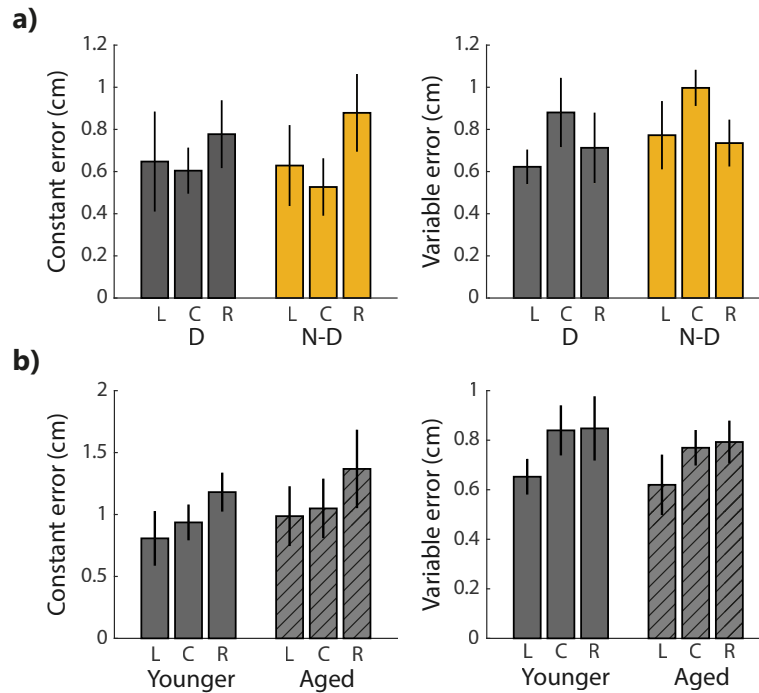 a)
Constant error (cm)
1.2
1
0.8
0.6
0.4
0.2
0
L C R L C R
D N-D
Variable error (cm)
1.2
1
0.8
0.6
0.4
0.2
0
L C R L C R
D N-D
b)
Constant error (cm)
2
1.5
1
0.5
0
L C R L C R
Younger Aged
Variable error (cm)
1
0.8
0.6
0.4
0.2
0
L C R L C R
Younger Aged